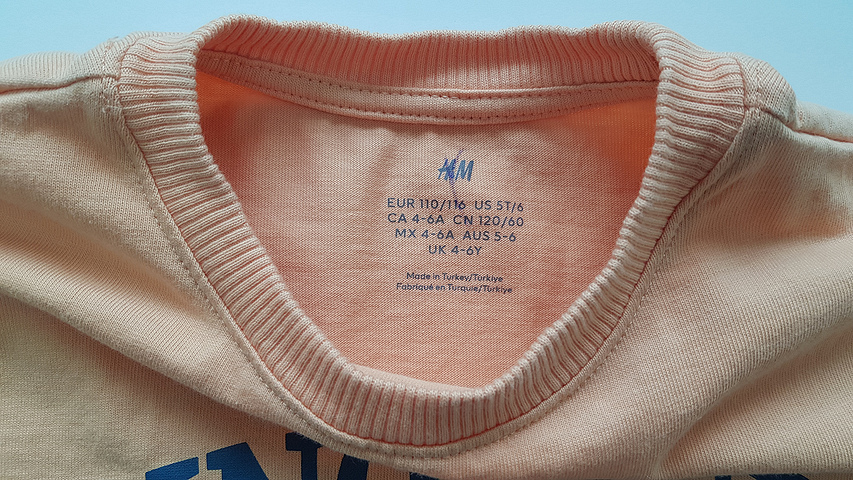 H&M
EUR 110/116 US 5T/6
CA 4-6A CN 120/60
MX 4-6A AUS 5-6
UK 4-6Y
Made in Turkey/Türkiye
Fabriqué en Turquie/Türkiye